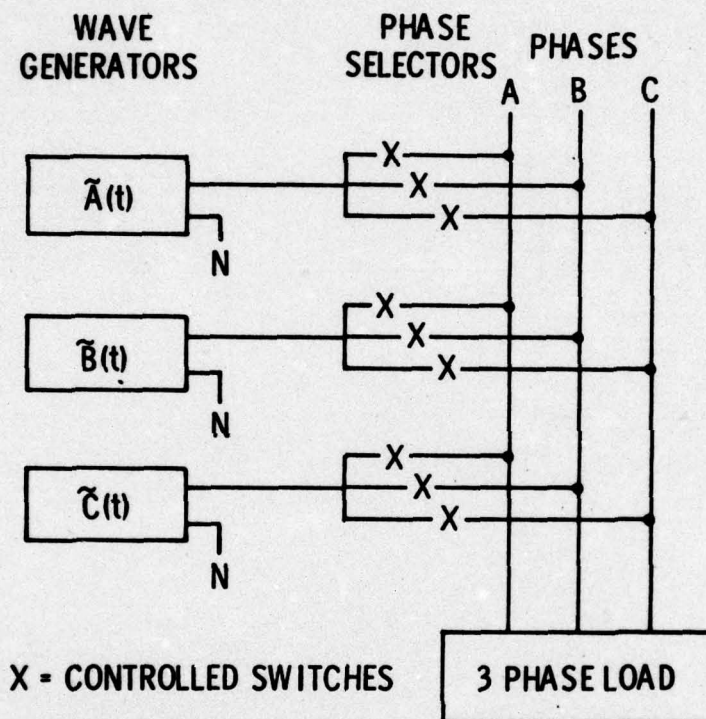 WAVE GENERATORS
PHASE SELECTORS
PHASES
A B C
X
Ã(t)
X
X
N
X
B̃(t)
X
X
N
X
C̃(t)
X
X
N
X = CONTROLLED SWITCHES
3 PHASE LOAD